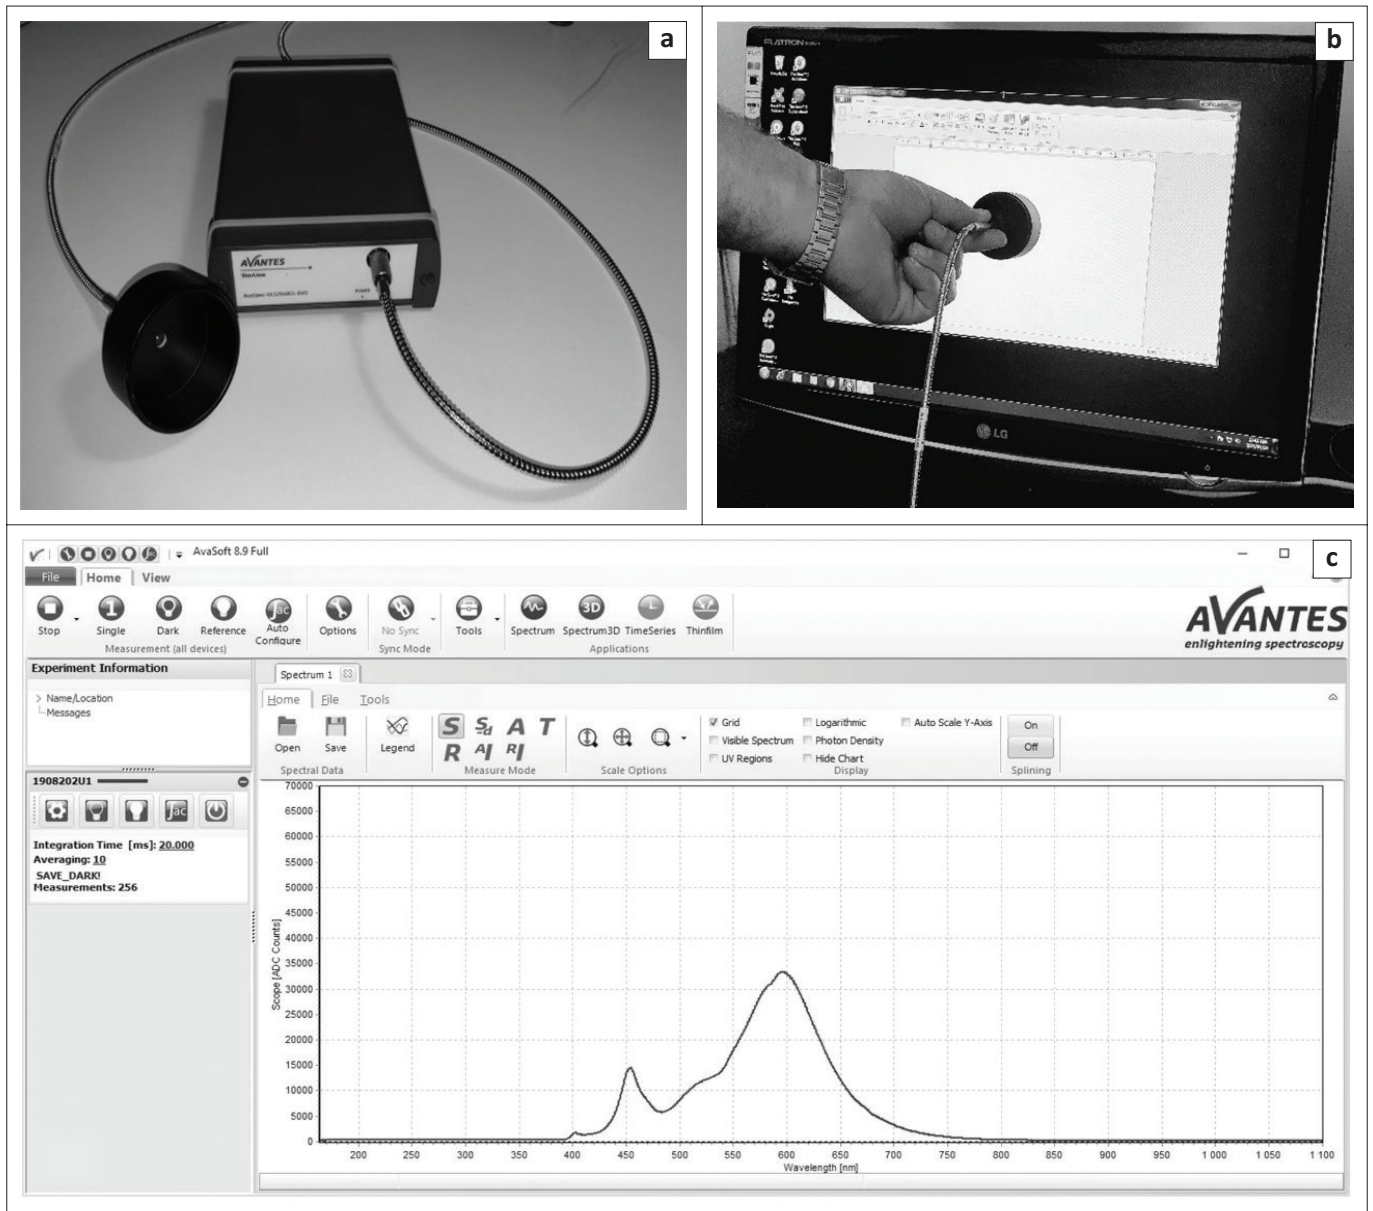 a
AVANTES
StarLine
POWER
b
FLATRON
LG
c
AvaSoft 8.9 Full
File Home View
Stop Single Dark Reference Auto Configure Options No Sync Tools Spectrum Spectrum3D TimeSeries Thinfilm
Measurement (all devices) Sync Mode Applications
AVANTES
enlightening spectroscopy
Experiment Information
Name/Location
Messages
1908202U1
Integration Time [ms]: 20.000
Averaging: 10
SAVE_DARK!
Measurements: 256
Spectrum 1
Home File Tools
S Sd A T
R AI RI
Open Save Legend
Spectral Data Measure Mode Scale Options Display Splining
Grid Logarithmic Auto Scale Y-Axis
Visible Spectrum Photon Density
UV Regions Hide Chart
On
Off
70000
65000
60000
55000
50000
45000
40000
35000
30000
25000
20000
15000
10000
5000
0
Scope [ADC Counts]
200 250 300 350 400 450 500 550 600 650 700 750 800 850 900 950 1 000 1 050 1 100
Wavelength [nm]